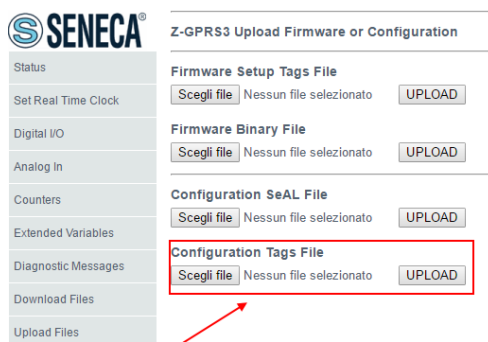 SENECA®
Z-GPRS3 Upload Firmware or Configuration
Status
Set Real Time Clock
Digital I/O
Analog In
Counters
Extended Variables
Diagnostic Messages
Download Files
Upload Files
Firmware Setup Tags File
Scegli file Nessun file selezionato UPLOAD
Firmware Binary File
Scegli file Nessun file selezionato UPLOAD
Configuration SeAL File
Scegli file Nessun file selezionato UPLOAD
Configuration Tags File
Scegli file Nessun file selezionato UPLOAD